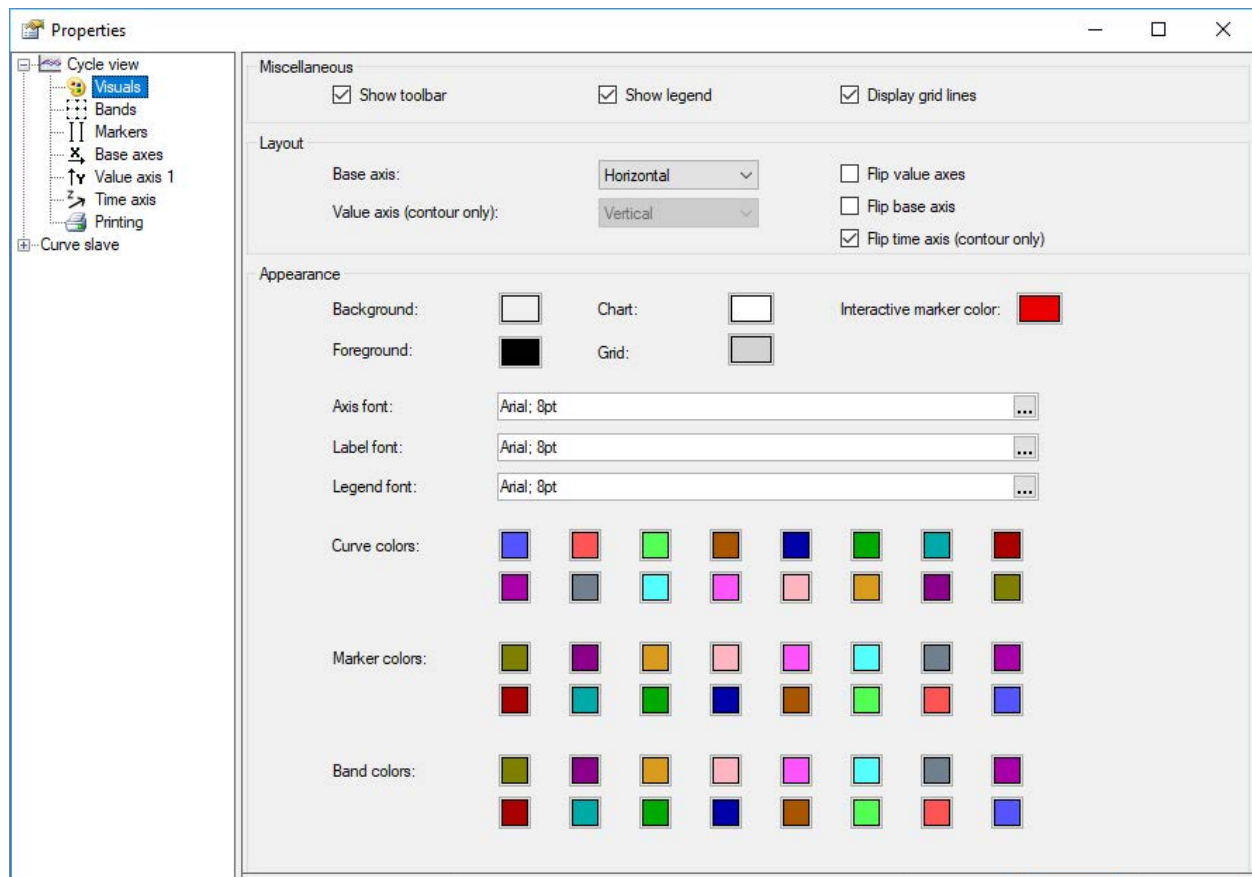 Properties
Cycle view
Visuals
Bands
Markers
Base axes
Value axis 1
Time axis
Printing
Curve slave
Miscellaneous
Show toolbar Show legend Display grid lines
Layout
Base axis: Horizontal Flip value axes
Value axis (contour only): Vertical Flip base axis
Flip time axis (contour only)
Appearance
Background: Chart: Interactive marker color:
Foreground: Grid:
Axis font: Arial; 8pt ...
Label font: Arial; 8pt ...
Legend font: Arial; 8pt ...
Curve colors:
Marker colors:
Band colors: